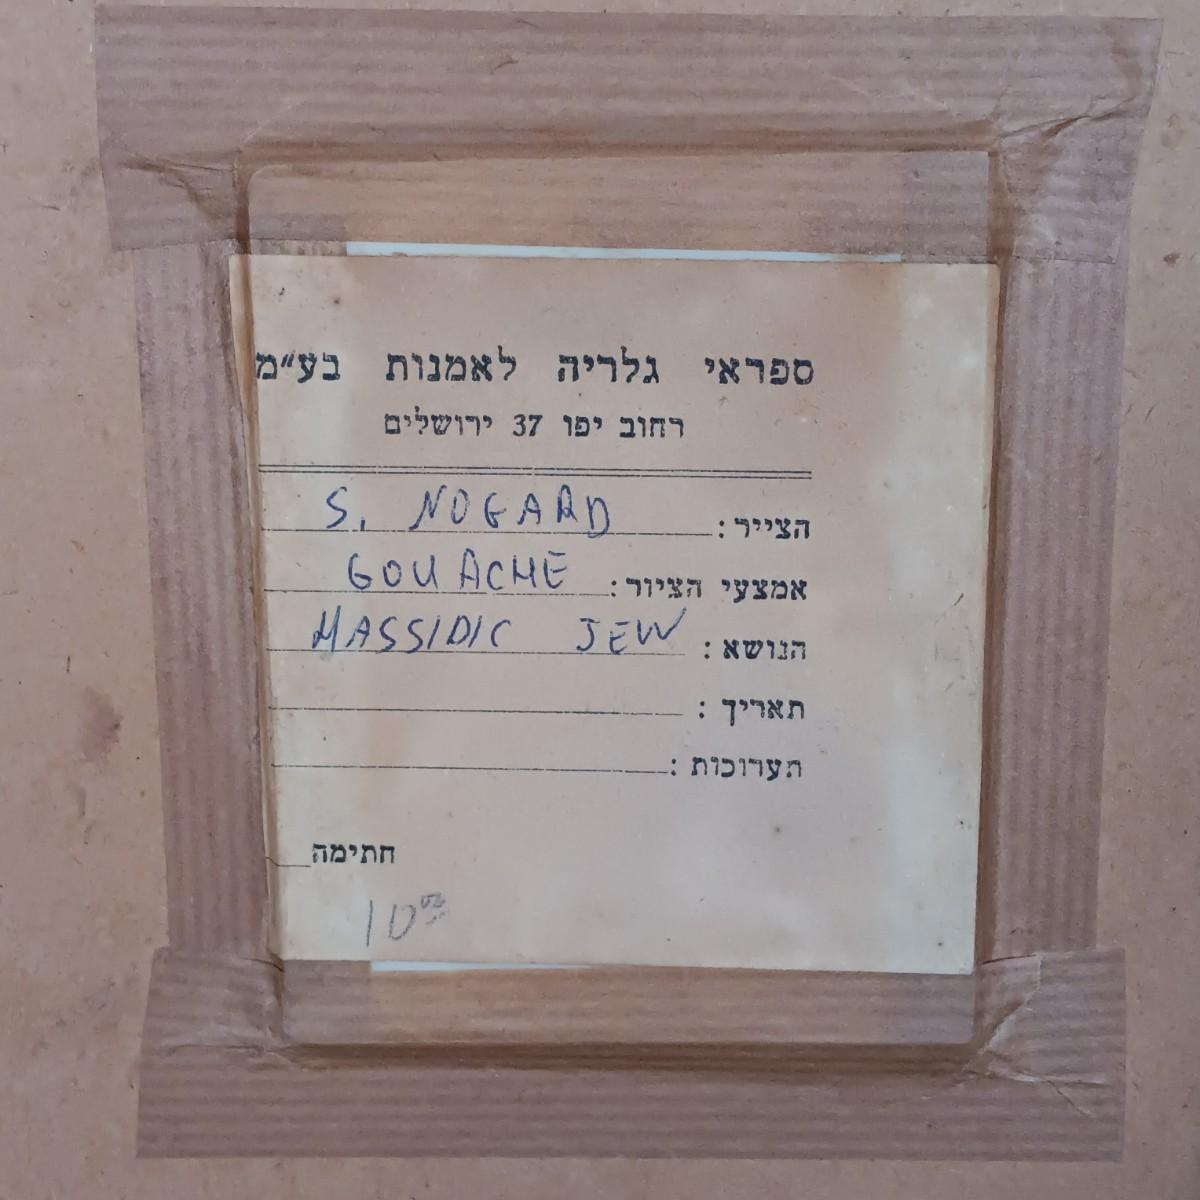 ספראי גלריה לאמנות בע״מ
רחוב יפו 37 ירושלים
הצייר: S. NOGARD
אמצעי הציור: GOUACHE
הנושא: HASSIDIC JEW
תאריך:
תערוכות:
חתימה
10